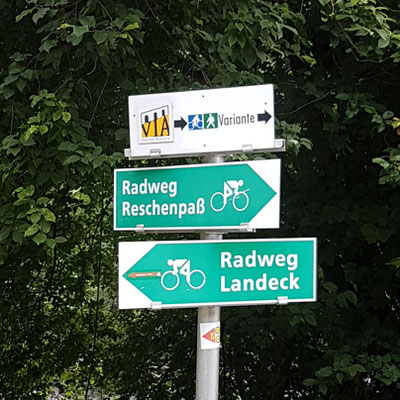 VIA
Variante
Radweg
Reschenpaß
Radweg
Landeck